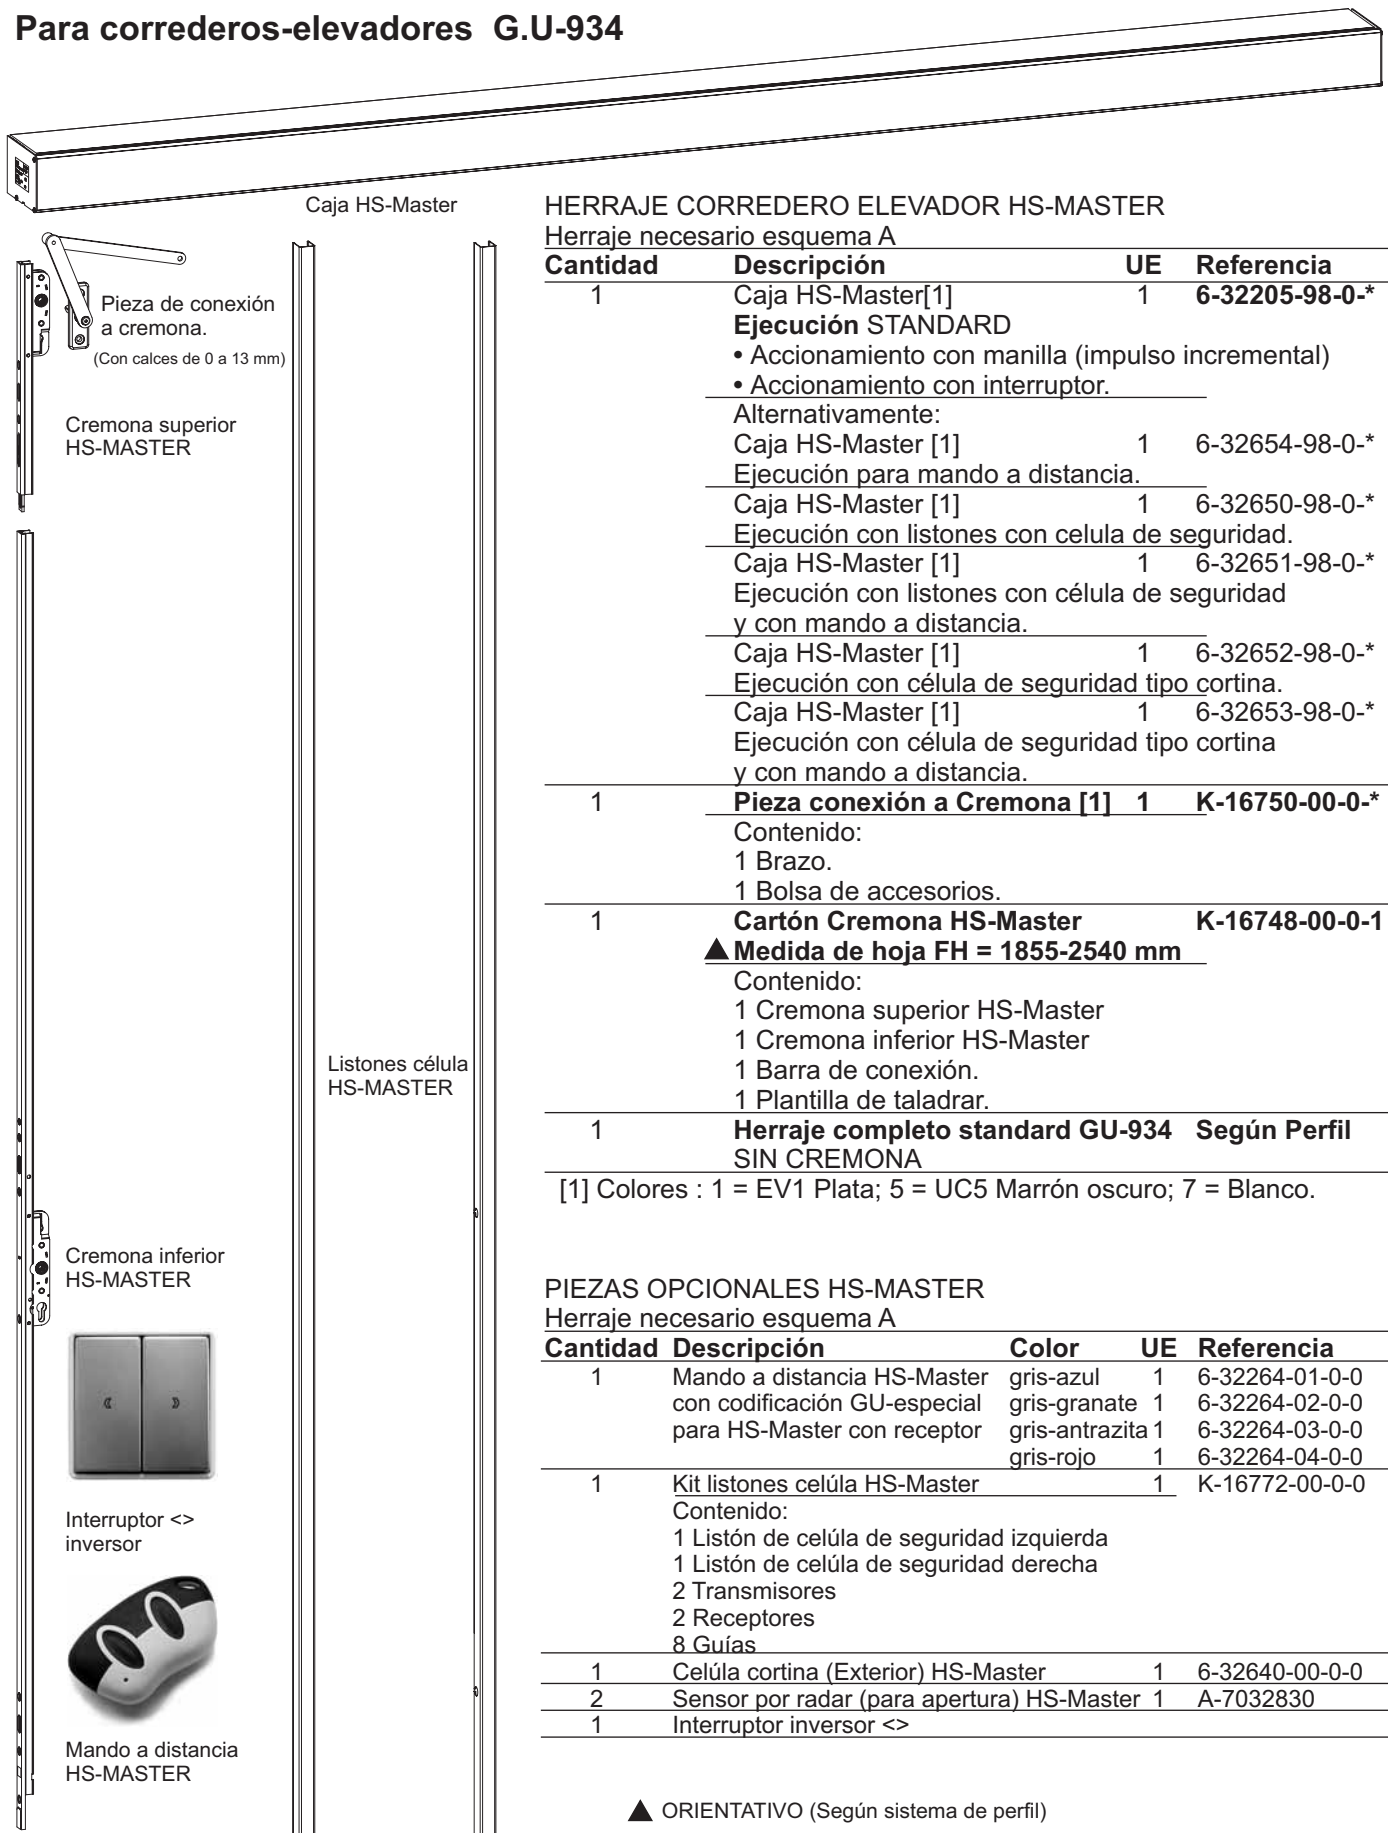 Para correderos-elevadores  G.U-934
Caja HS-Master
Pieza de conexión
a cremona.
(Con calces de 0 a 13 mm)
Cremona superior
HS-MASTER
Listones célula
HS-MASTER
Cremona inferior
HS-MASTER
Interruptor <>
inversor
Mando a distancia
HS-MASTER
HERRAJE CORREDERO ELEVADOR HS-MASTER
Herraje necesario esquema A
Cantidad Descripción UE Referencia
1 Caja HS-Master[1] 1 6-32205-98-0-*
Ejecución STANDARD
• Accionamiento con manilla (impulso incremental)
• Accionamiento con interruptor.
Alternativamente:
Caja HS-Master [1] 1 6-32654-98-0-*
Ejecución para mando a distancia.
Caja HS-Master [1] 1 6-32650-98-0-*
Ejecución con listones con celula de seguridad.
Caja HS-Master [1] 1 6-32651-98-0-*
Ejecución con listones con célula de seguridad
y con mando a distancia.
Caja HS-Master [1] 1 6-32652-98-0-*
Ejecución con célula de seguridad tipo cortina.
Caja HS-Master [1] 1 6-32653-98-0-*
Ejecución con célula de seguridad tipo cortina
y con mando a distancia.
1 Pieza conexión a Cremona [1] 1 K-16750-00-0-*
Contenido:
1 Brazo.
1 Bolsa de accesorios.
1 Cartón Cremona HS-Master K-16748-00-0-1
▲ Medida de hoja FH = 1855-2540 mm
Contenido:
1 Cremona superior HS-Master
1 Cremona inferior HS-Master
1 Barra de conexión.
1 Plantilla de taladrar.
1 Herraje completo standard GU-934 Según Perfil
SIN CREMONA
[1] Colores : 1 = EV1 Plata; 5 = UC5 Marrón oscuro; 7 = Blanco.
PIEZAS OPCIONALES HS-MASTER
Herraje necesario esquema A
Cantidad Descripción Color UE Referencia
1 Mando a distancia HS-Master gris-azul 1 6-32264-01-0-0
con codificación GU-especial gris-granate 1 6-32264-02-0-0
para HS-Master con receptor gris-antrazita 1 6-32264-03-0-0
gris-rojo 1 6-32264-04-0-0
1 Kit listones celúla HS-Master 1 K-16772-00-0-0
Contenido:
1 Listón de celúla de seguridad izquierda
1 Listón de celúla de seguridad derecha
2 Transmisores
2 Receptores
8 Guías
1 Celúla cortina (Exterior) HS-Master 1 6-32640-00-0-0
2 Sensor por radar (para apertura) HS-Master 1 A-7032830
1 Interruptor inversor <>
▲ ORIENTATIVO (Según sistema de perfil)